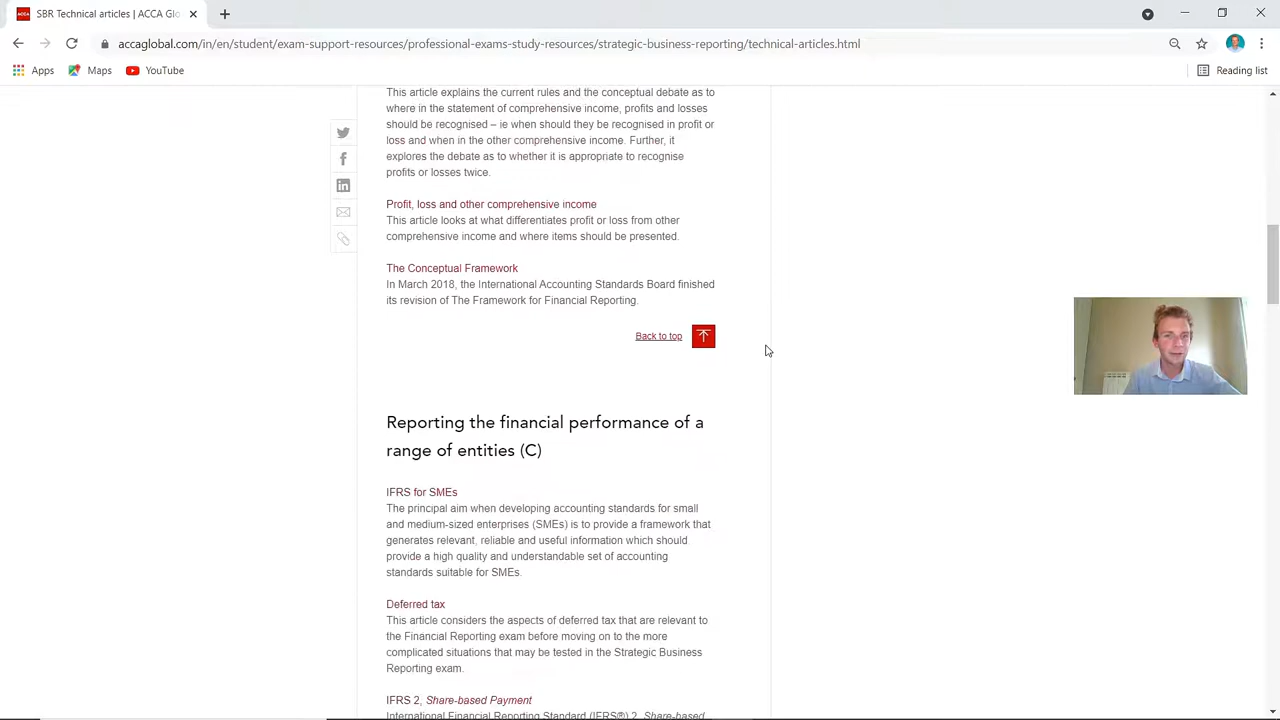 SBR Technical articles | ACCA Glo
accaglobal.com/in/en/student/exam-support-resources/professional-exams-study-resources/strategic-business-reporting/technical-articles.html
Apps Maps YouTube Reading list
This article explains the current rules and the conceptual debate as to
where in the statement of comprehensive income, profits and losses
should be recognised – ie when should they be recognised in profit or
loss and when in the other comprehensive income. Further, it
explores the debate as to whether it is appropriate to recognise
profits or losses twice.
Profit, loss and other comprehensive income
This article looks at what differentiates profit or loss from other
comprehensive income and where items should be presented.
The Conceptual Framework
In March 2018, the International Accounting Standards Board finished
its revision of The Framework for Financial Reporting.
Back to top
Reporting the financial performance of a
range of entities (C)
IFRS for SMEs
The principal aim when developing accounting standards for small
and medium-sized enterprises (SMEs) is to provide a framework that
generates relevant, reliable and useful information which should
provide a high quality and understandable set of accounting
standards suitable for SMEs.
Deferred tax
This article considers the aspects of deferred tax that are relevant to
the Financial Reporting exam before moving on to the more
complicated situations that may be tested in the Strategic Business
Reporting exam.
IFRS 2, Share-based Payment
International Financial Reporting Standard (IFRS®) 2, Share-based